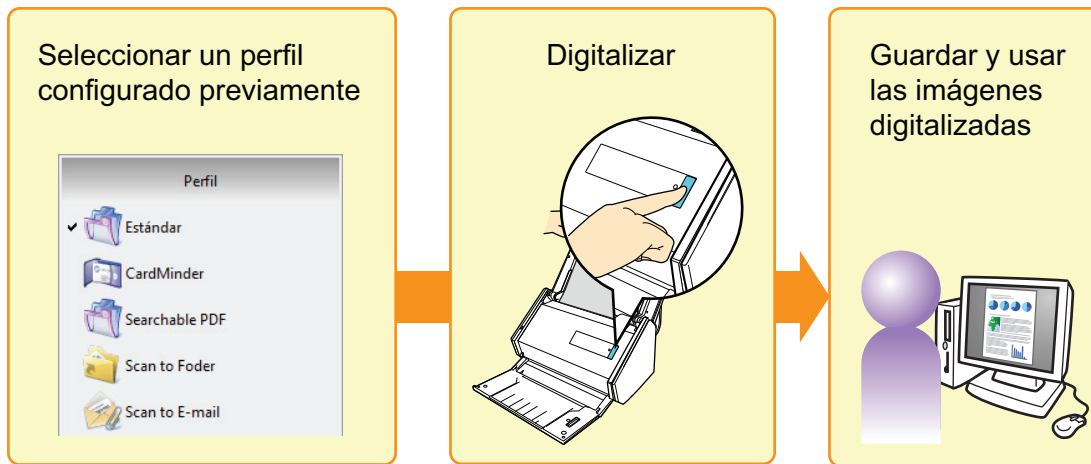 Seleccionar un perfil
configurado previamente
Perfil
Estándar
CardMinder
Searchable PDF
Scan to Foder
Scan to E-mail
Digitalizar
Guardar y usar
las imágenes
digitalizadas